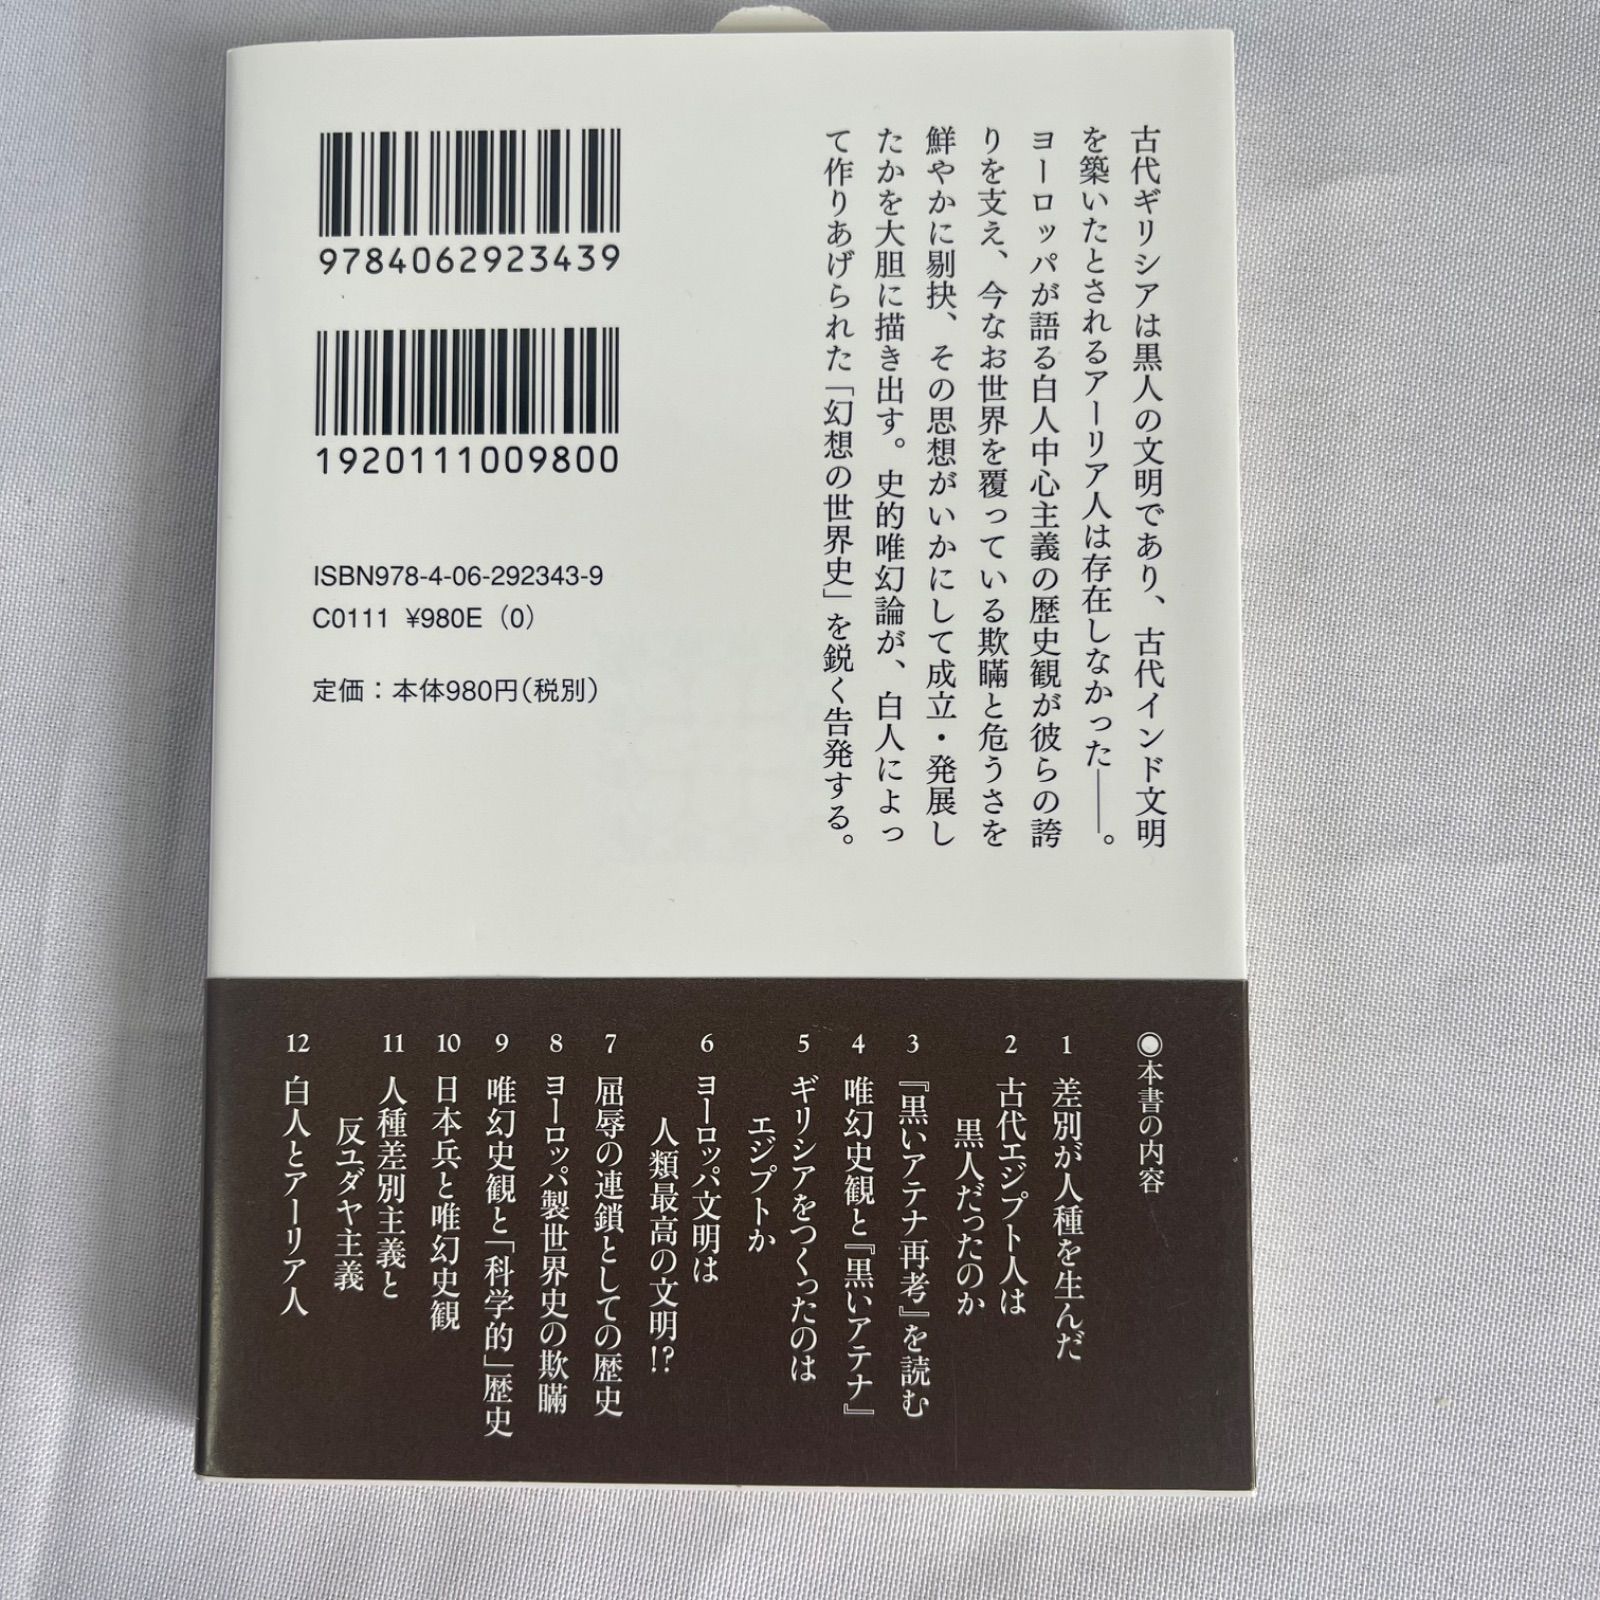 古代ギリシアは黒人の文明であり、古代インド文明
を築いたとされるアーリア人は存在しなかった――。
ヨーロッパが語る白人中心主義の歴史観が彼らの誇
りを支え、今なお世界を覆っている欺瞞と危うさを
鮮やかに剔抉、その思想がいかにして成立・発展し
たかを大胆に描き出す。史的唯幻論が、白人によっ
て作りあげられた「幻想の世界史」を鋭く告発する。
9784062923439
1920111009800
ISBN978-4-06-292343-9
C0111 ¥980E (0)
定価：本体980円(税別)
◉本書の内容
1 差別が人種を生んだ
2 古代エジプト人は
黒人だったのか
3 『黒いアテナ再考』を読む
4 唯幻史観と『黒いアテナ』
5 ギリシアをつくったのは
エジプトか
6 ヨーロッパ文明は
人類最高の文明!?
7 屈辱の連鎖としての歴史
8 ヨーロッパ製世界史の欺瞞
9 唯幻史観と「科学的」歴史
10 日本兵と唯幻史観
11 人種差別主義と
反ユダヤ主義
12 白人とアーリア人